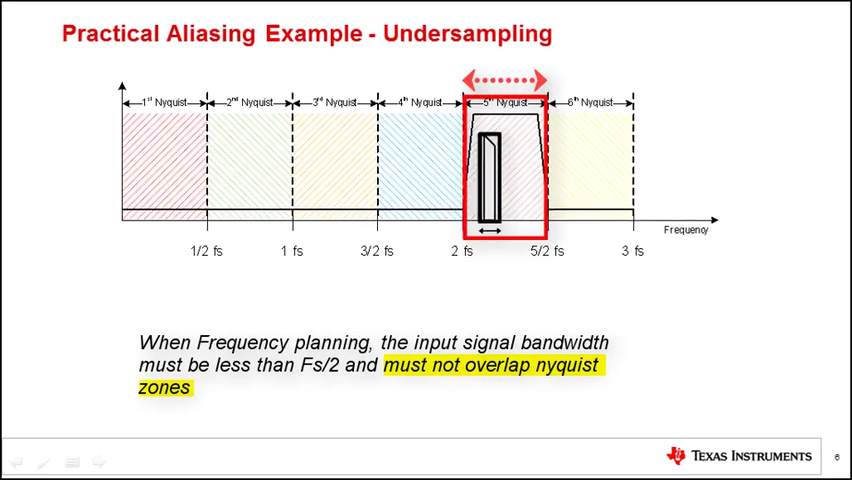 Practical Aliasing Example - Undersampling
1st Nyquist 2nd Nyquist 3rd Nyquist 4th Nyquist 5th Nyquist 6th Nyquist
Frequency
1/2 fs 1 fs 3/2 fs 2 fs 5/2 fs 3 fs
When Frequency planning, the input signal bandwidth
must be less than Fs/2 and must not overlap nyquist
zones
TEXAS INSTRUMENTS
6